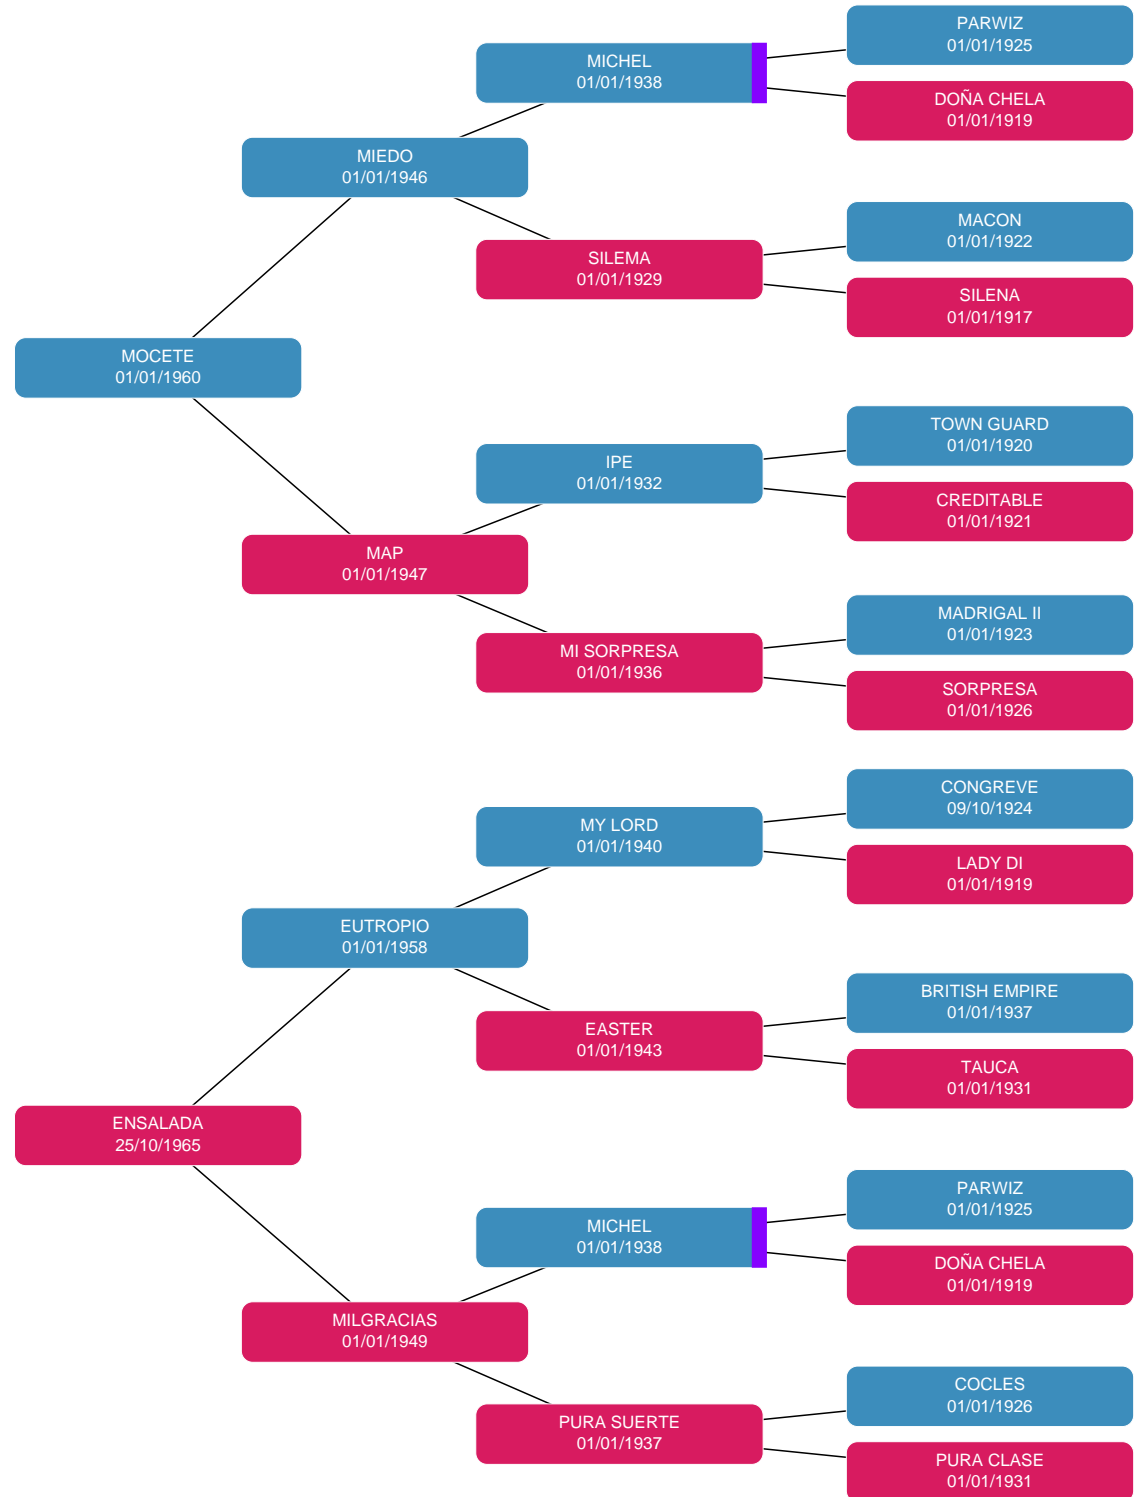 PARWIZ
01/01/1925
MICHEL
01/01/1938
DOÑA CHELA
01/01/1919
MIEDO
01/01/1946
MACON
01/01/1922
SILEMA
01/01/1929
SILENA
01/01/1917
MOCETE
01/01/1960
TOWN GUARD
01/01/1920
IPE
01/01/1932
CREDITABLE
01/01/1921
MAP
01/01/1947
MADRIGAL II
01/01/1923
MI SORPRESA
01/01/1936
SORPRESA
01/01/1926
CONGREVE
09/10/1924
MY LORD
01/01/1940
LADY DI
01/01/1919
EUTROPIO
01/01/1958
BRITISH EMPIRE
01/01/1937
EASTER
01/01/1943
TAUCA
01/01/1931
ENSALADA
25/10/1965
PARWIZ
01/01/1925
MICHEL
01/01/1938
DOÑA CHELA
01/01/1919
MILGRACIAS
01/01/1949
COCLES
01/01/1926
PURA SUERTE
01/01/1937
PURA CLASE
01/01/1931